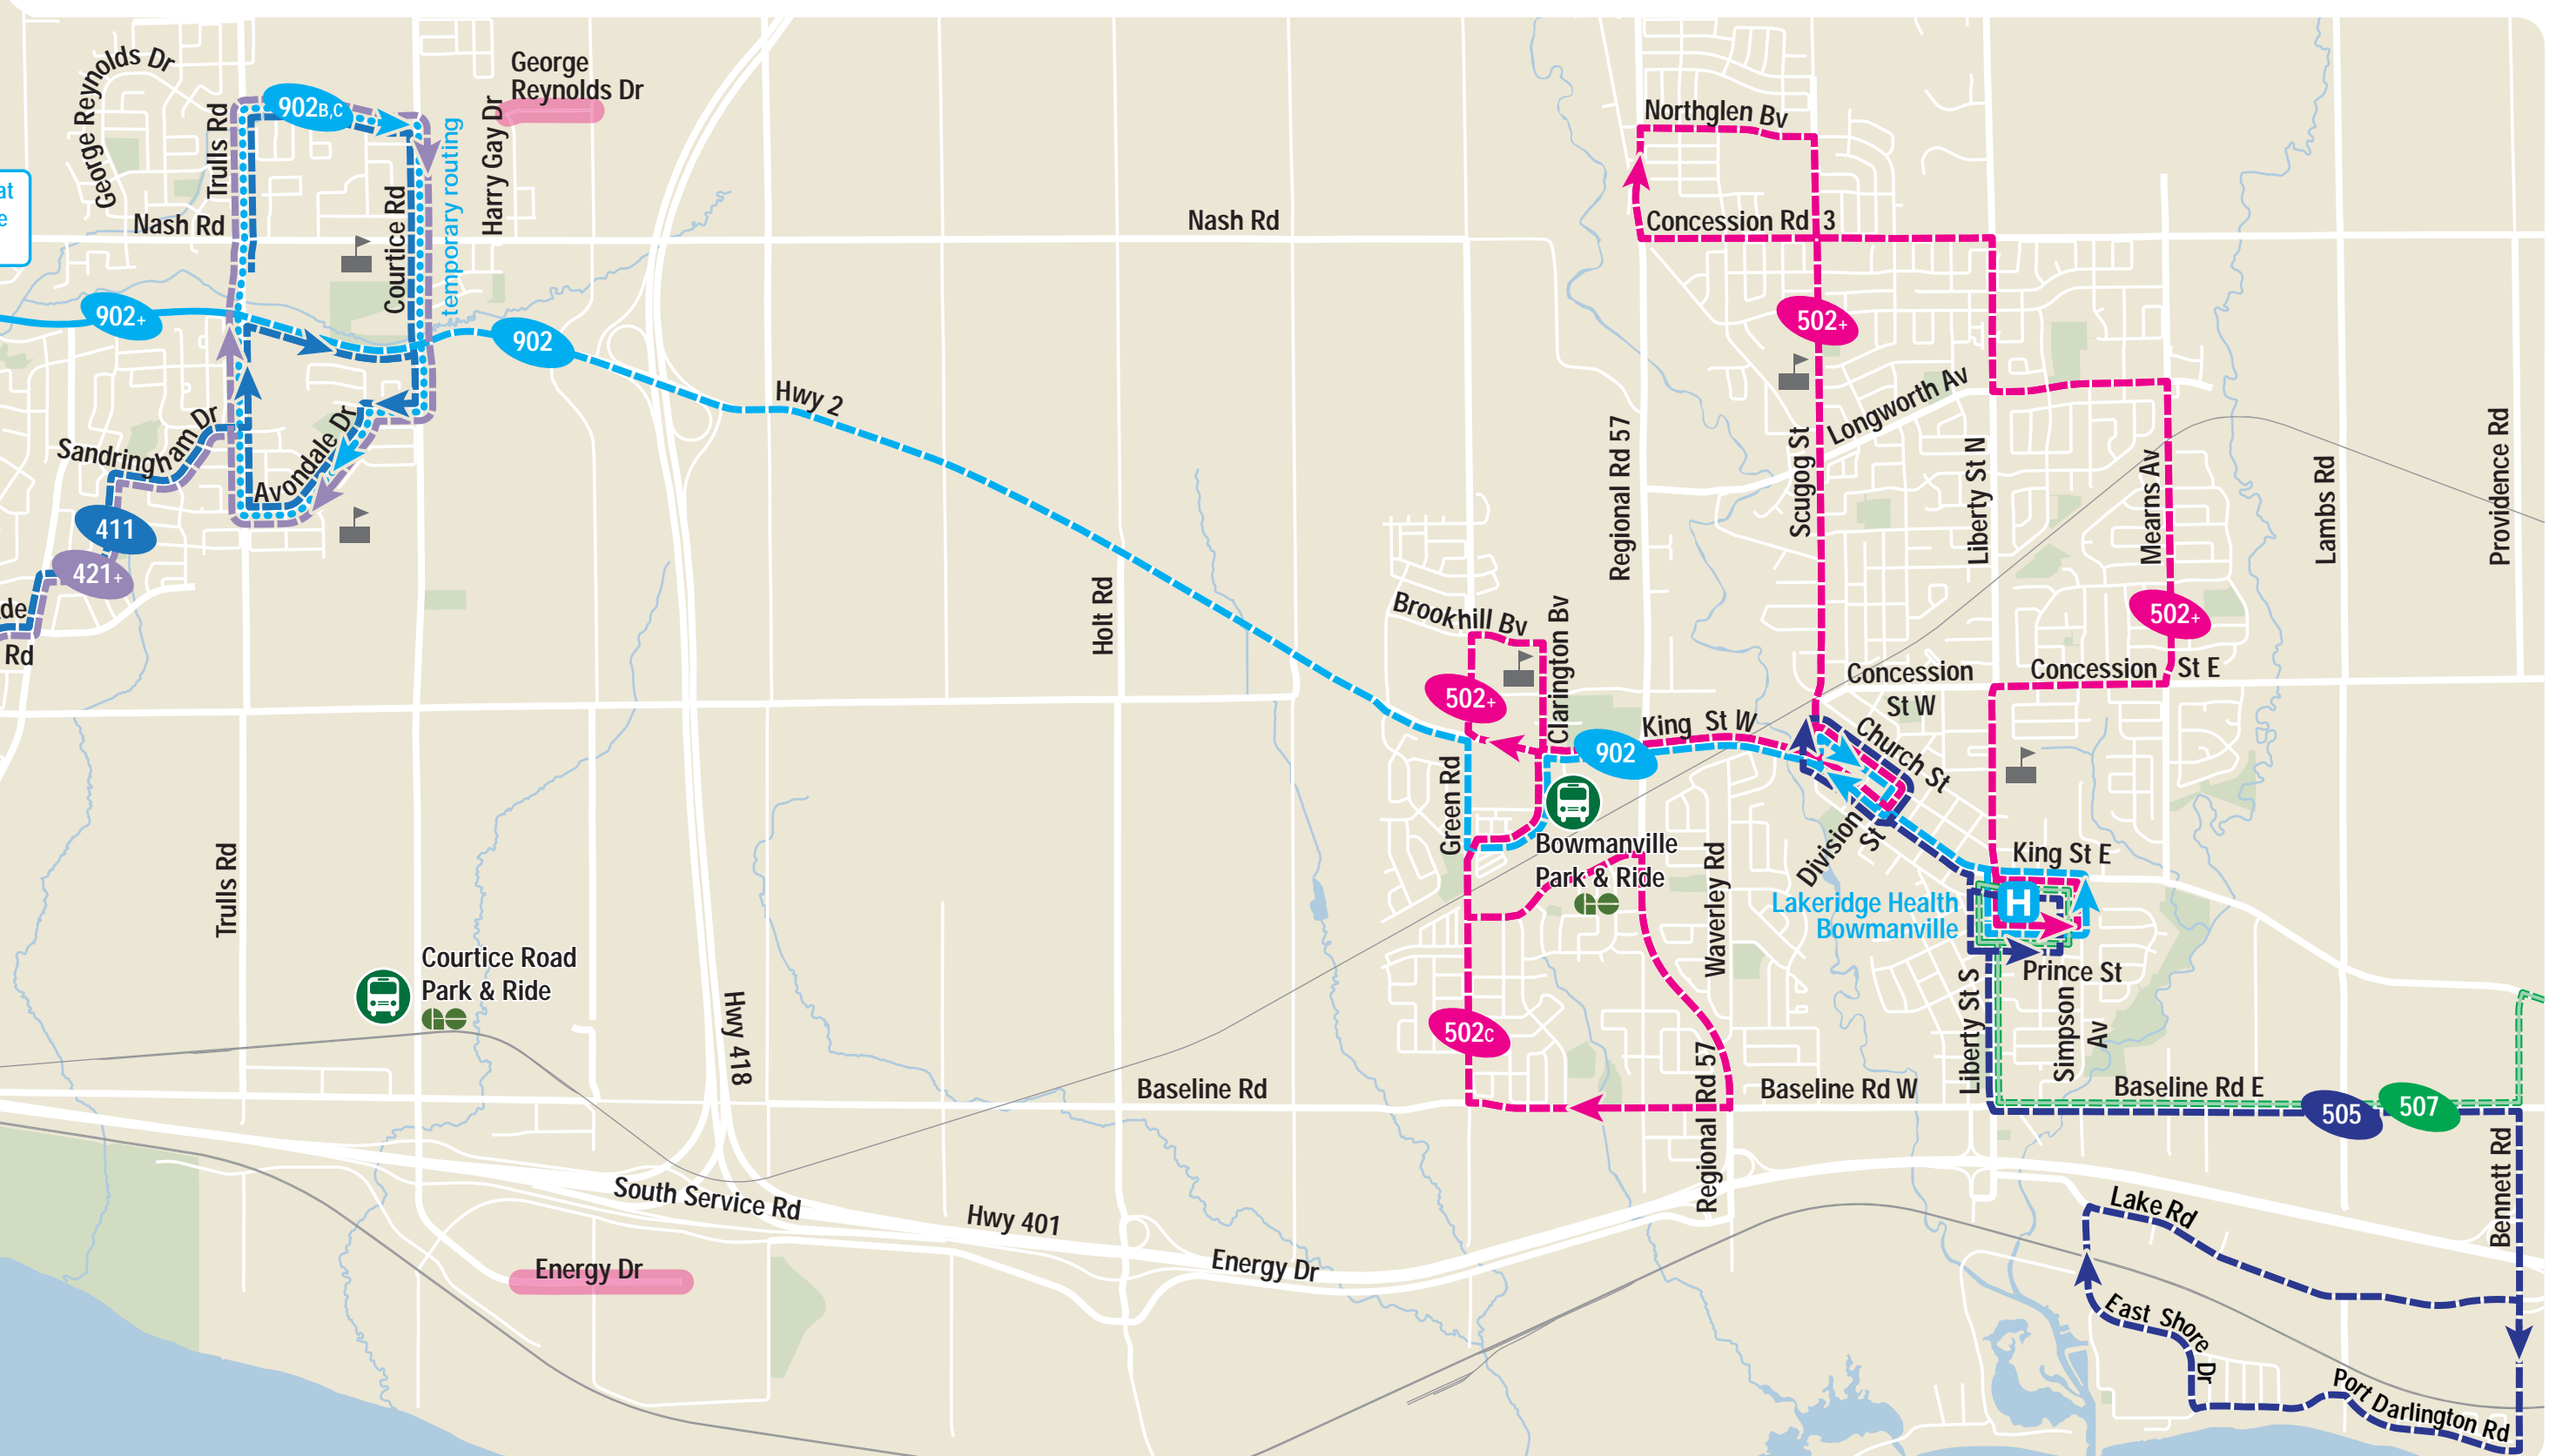 George Reynolds Dr
Trulls Rd
902B,C
George
Reynolds Dr
Harry Gay Dr
temporary routing
Courtice Rd
at
e
Nash Rd
Nash Rd
902+
902
Hwy 2
Sandringham Dr
Avondale Dr
411
421+
de
Rd
Northglen Bv
Concession Rd 3
502+
Longworth Av
Regional Rd 57
Scugog St
Liberty St N
Mearns Av
Lambs Rd
Providence Rd
502+
Holt Rd
Brookhill Bv
Clarington Bv
502+
Concession
St W
Concession St E
King St W
902
Church St
Green Rd
Division
St
Bowmanville
Park & Ride
Waverley Rd
King St E
Lakeridge Health
Bowmanville
H
Prince St
Liberty St S
Simpson
Av
Trulls Rd
Courtice Road
Park & Ride
Hwy 418
502C
Baseline Rd
Regional Rd 57
Baseline Rd W
Baseline Rd E
505
507
Bennett Rd
South Service Rd
Hwy 401
Energy Dr
Energy Dr
Lake Rd
East Shore Dr
Port Darlington Rd